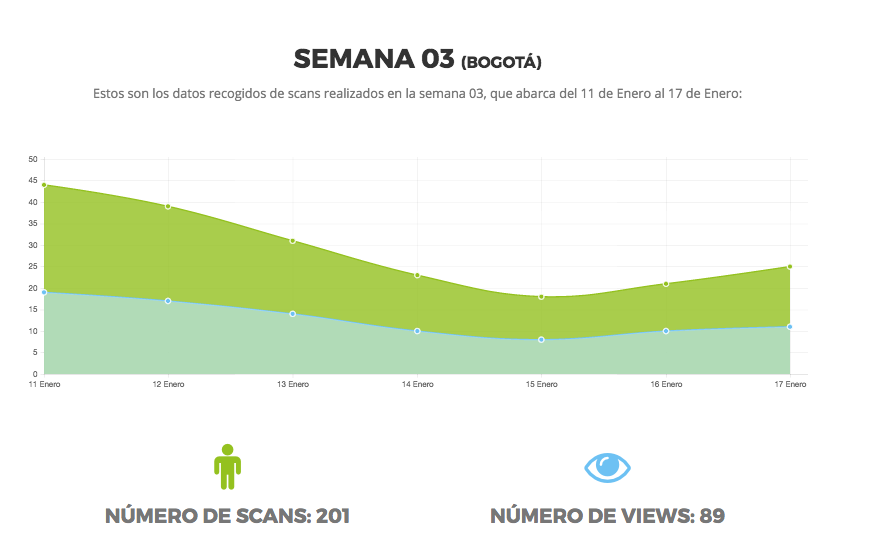 SEMANA 03 (BOGOTÁ)
Estos son los datos recogidos de scans realizados en la semana 03, que abarca del 11 de Enero al 17 de Enero:
50
45
40
35
30
25
20
15
10
5
0
11 Enero 12 Enero 13 Enero 14 Enero 15 Enero 16 Enero 17 Enero
NÚMERO DE SCANS: 201 NÚMERO DE VIEWS: 89